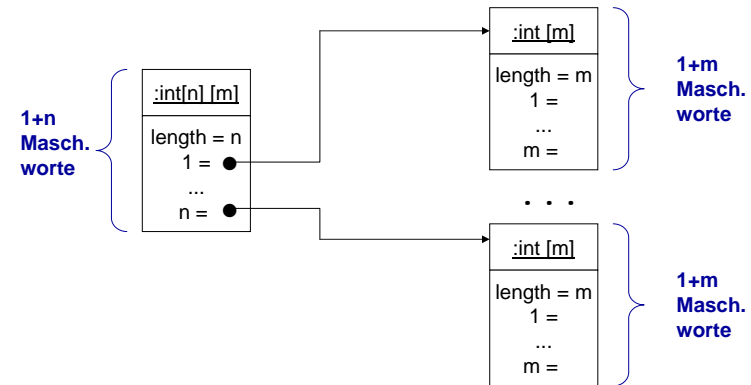 1+n
Masch.
worte
:int[n] [m]
length = n
1 =
...
n =
:int [m]
length = m
1 =
...
m =
1+m
Masch.
worte
. . .
:int [m]
length = m
1 =
...
m =
1+m
Masch.
worte